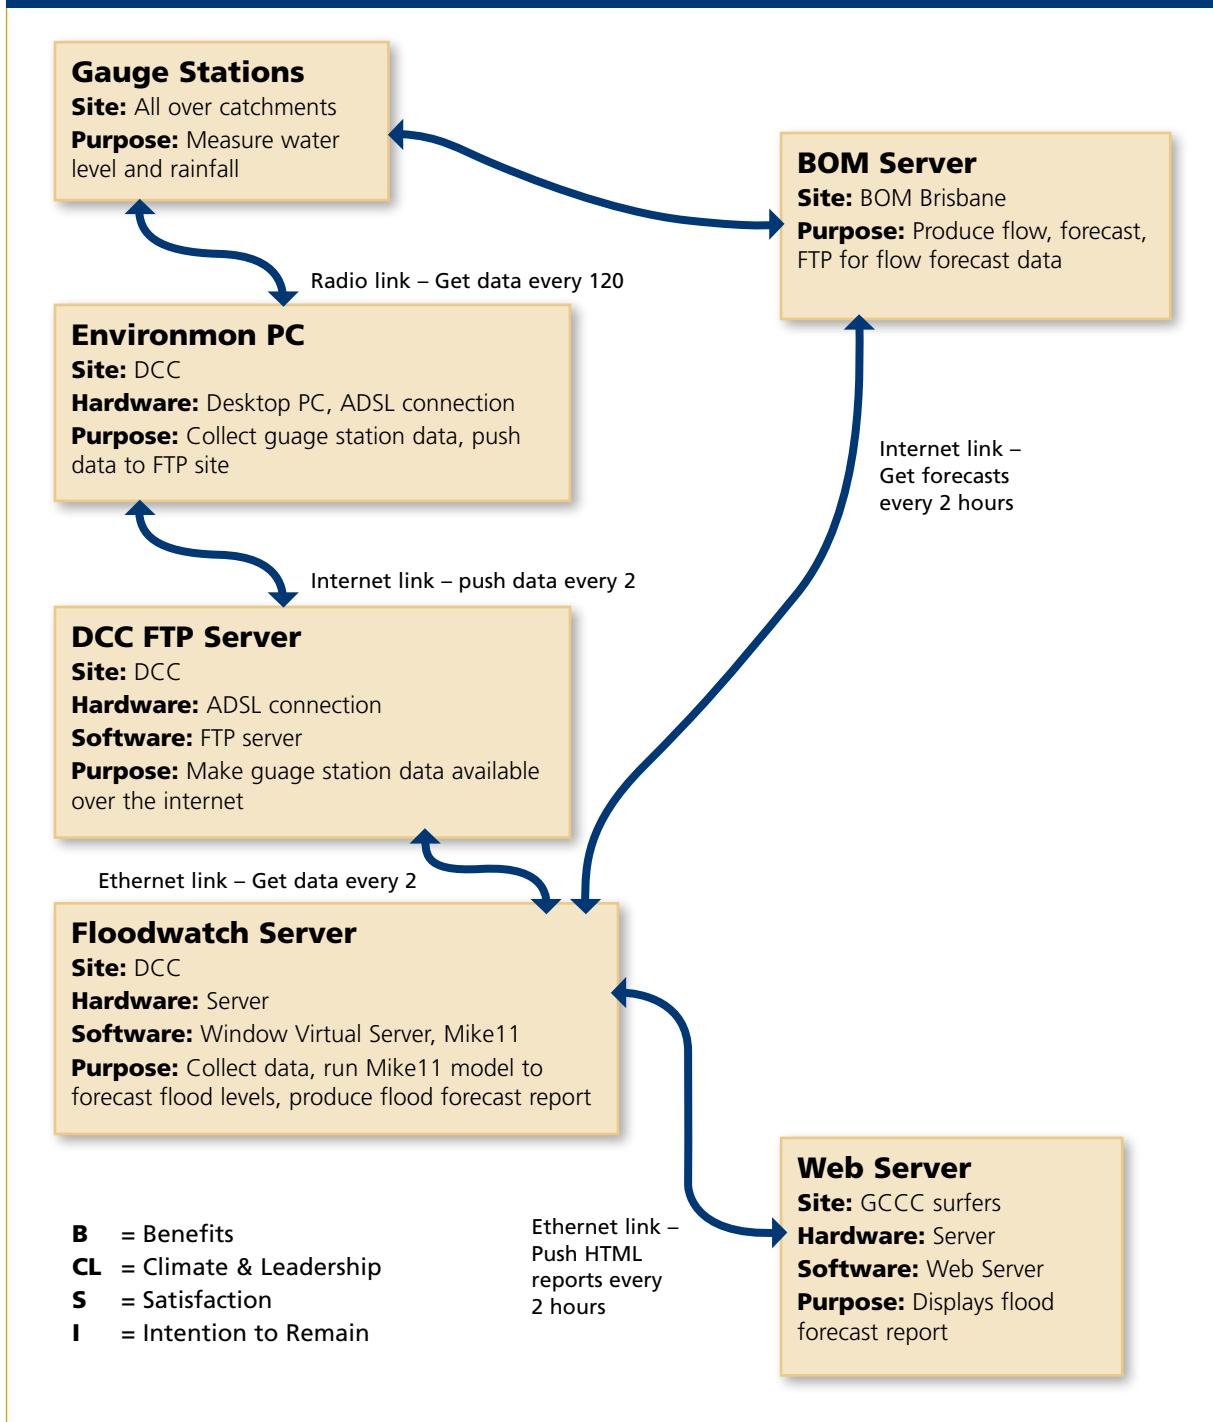 Gauge Stations
Site: All over catchments
Purpose: Measure water
level and rainfall
BOM Server
Site: BOM Brisbane
Purpose: Produce flow, forecast,
FTP for flow forecast data
Radio link – Get data every 120
Environmon PC
Site: DCC
Hardware: Desktop PC, ADSL connection
Purpose: Collect guage station data, push
data to FTP site
Internet link –
Get forecasts
every 2 hours
Internet link – push data every 2
DCC FTP Server
Site: DCC
Hardware: ADSL connection
Software: FTP server
Purpose: Make guage station data available
over the internet
Ethernet link – Get data every 2
Floodwatch Server
Site: DCC
Hardware: Server
Software: Window Virtual Server, Mike11
Purpose: Collect data, run Mike11 model to
forecast flood levels, produce flood forecast report
Web Server
Site: GCCC surfers
Hardware: Server
Software: Web Server
Purpose: Displays flood
forecast report
Ethernet link –
Push HTML
reports every
2 hours
B = Benefits
CL = Climate & Leadership
S = Satisfaction
I = Intention to Remain